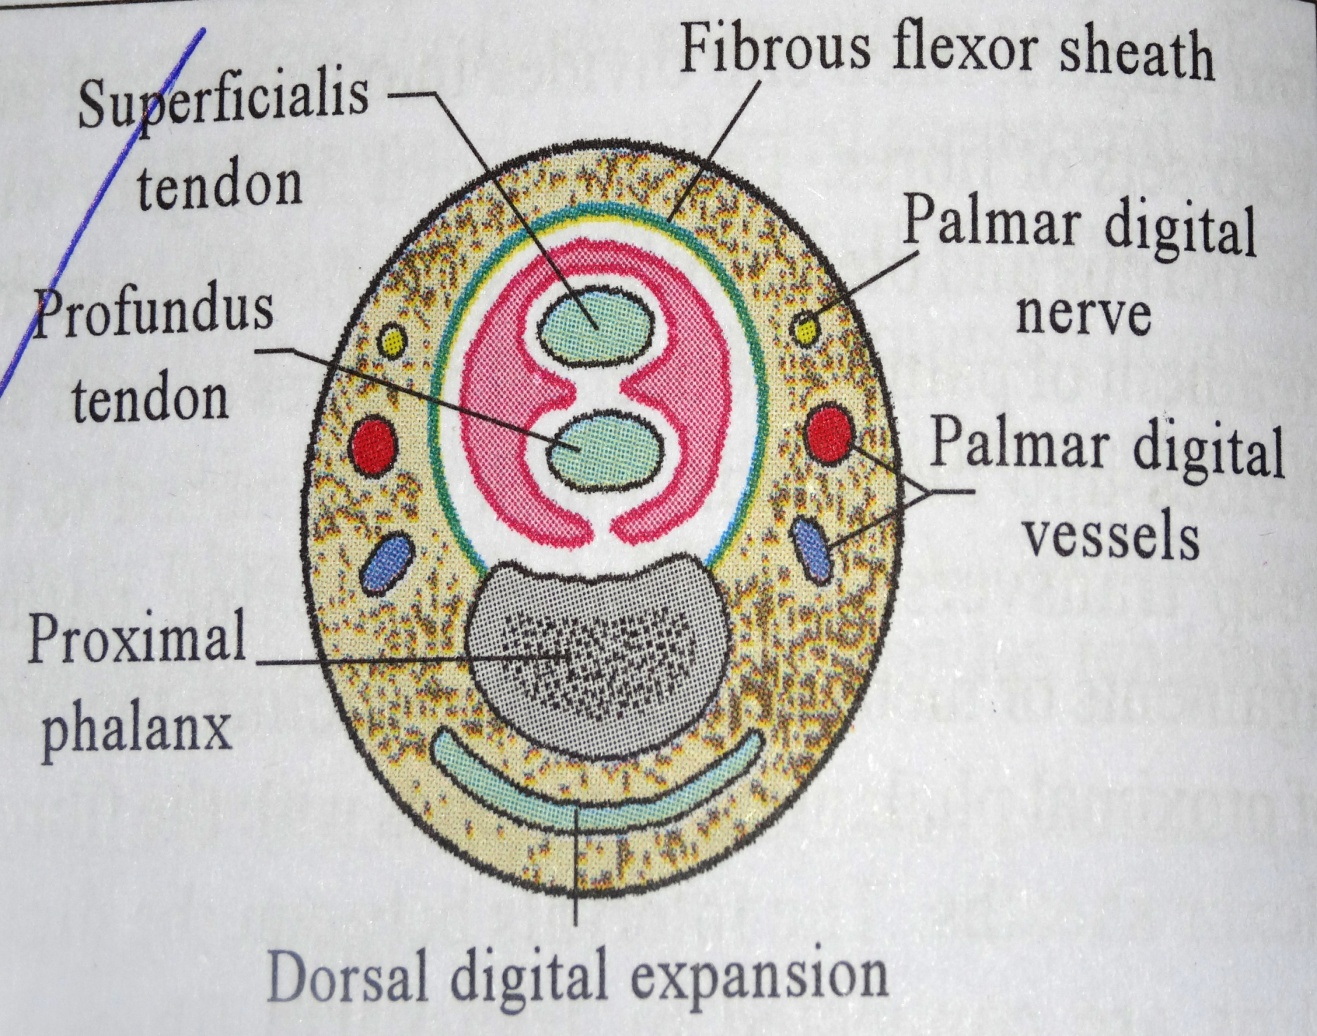 Fibrous flexor sheath
Superficialis
tendon
Palmar digital
nerve
Profundus
tendon
Palmar digital
vessels
Proximal
phalanx
Dorsal digital expansion